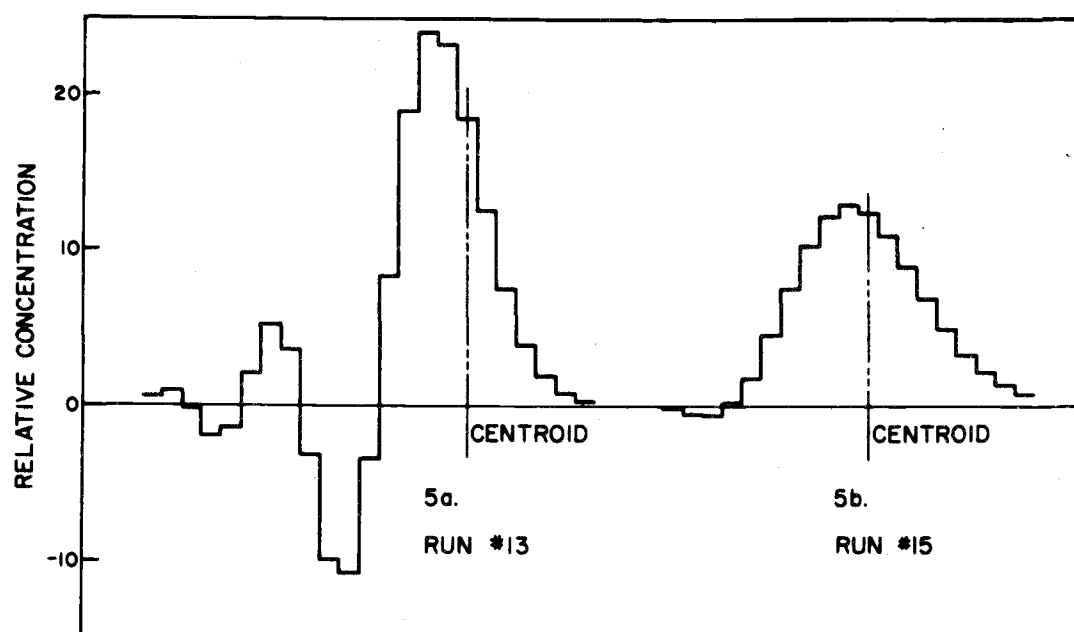 RELATIVE CONCENTRATION
20
10
0
-10
CENTROID
CENTROID
5a.
5b.
RUN #13
RUN #15